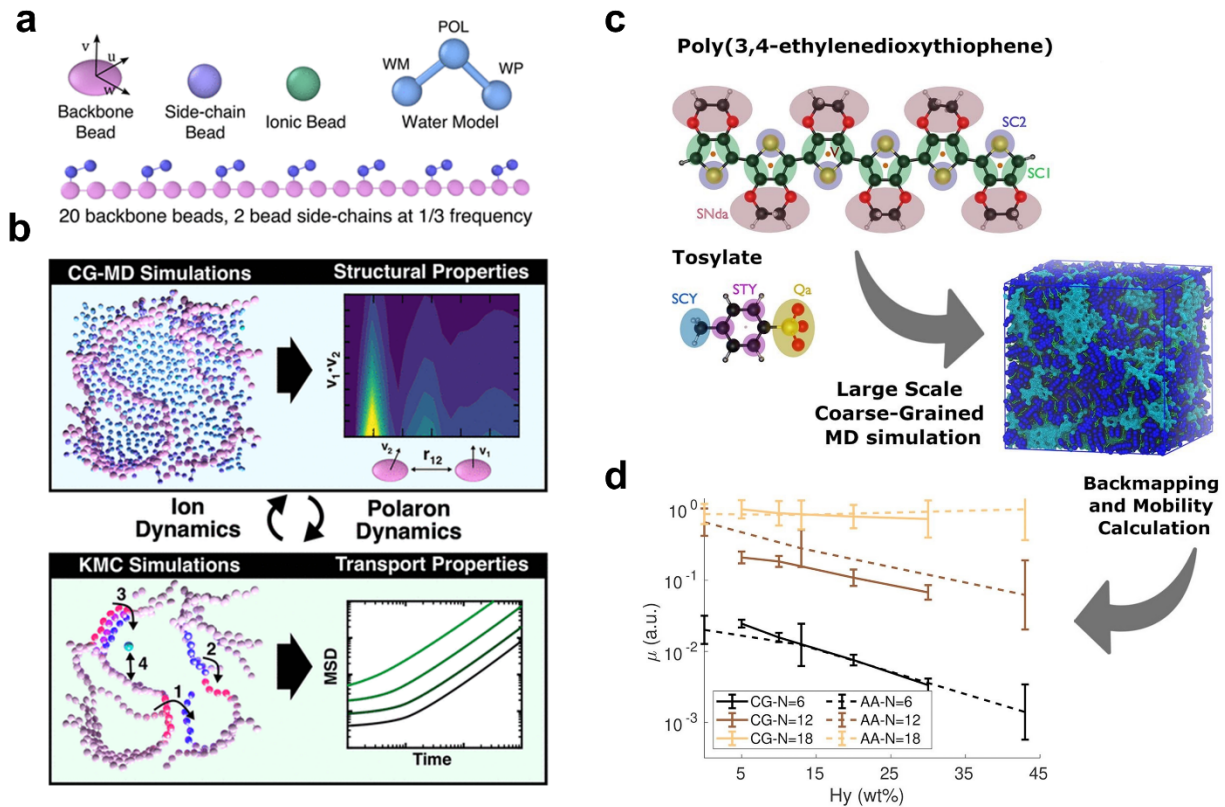 a
v
u
w
Backbone
Bead
Side-chain
Bead
Ionic Bead
POL
WM
WP
Water Model
20 backbone beads, 2 bead side-chains at 1/3 frequency
b
CG-MD Simulations
Structural Properties
v₁·v₂
v₂
r₁₂
v₁
Ion
Dynamics
Polaron
Dynamics
KMC Simulations
Transport Properties
3
4
2
1
MSD
Time
c
Poly(3,4-ethylenedioxythiophene)
SC2
V
SC1
SNda
Tosylate
SCY
STY
Qa
Large Scale
Coarse-Grained
MD simulation
Backmapping
and Mobility
Calculation
d
μ (a.u.)
10⁰
10⁻¹
10⁻²
10⁻³
CG-N=6
AA-N=6
CG-N=12
AA-N=12
CG-N=18
AA-N=18
5 15 25 35 45
Hy (wt%)